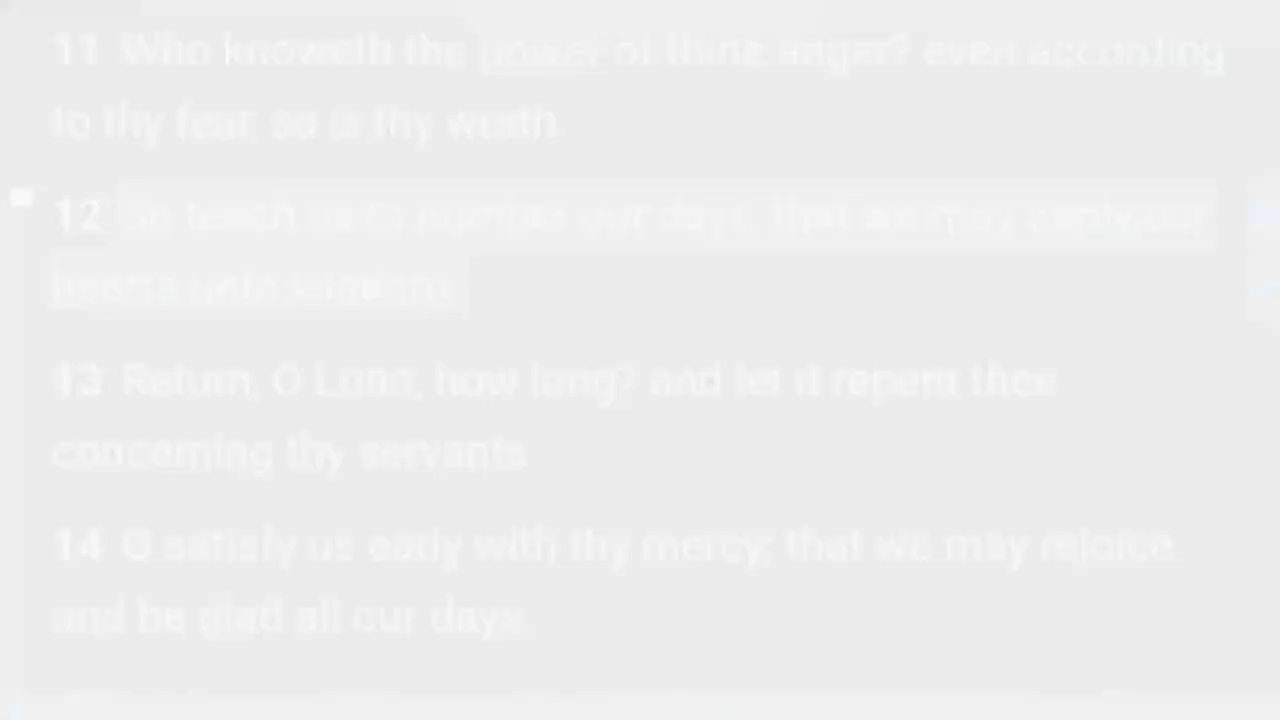 11 Who knoweth the power of thine anger? even according
to thy fear, so is thy wrath.
12 So teach us to number our days, that we may apply our
hearts unto wisdom.
13 Return, O LORD, how long? and let it repent thee
concerning thy servants.
14 O satisfy us early with thy mercy; that we may rejoice
and be glad all our days.